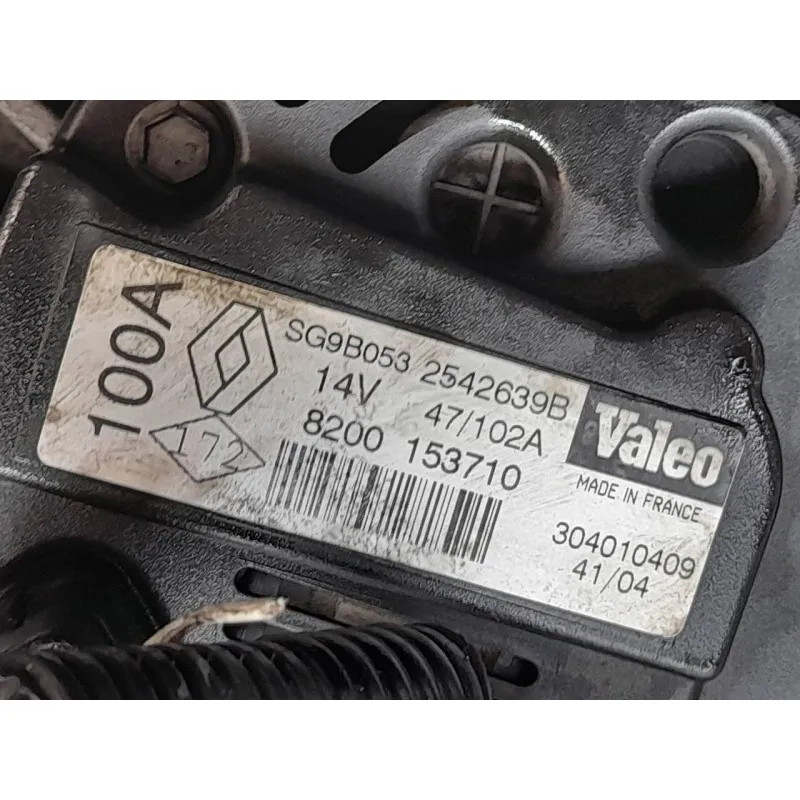 100A
SG9B053 2542639B
14V 47/102A
8200 153710
172
Valeo
MADE IN FRANCE
304010409
41/04